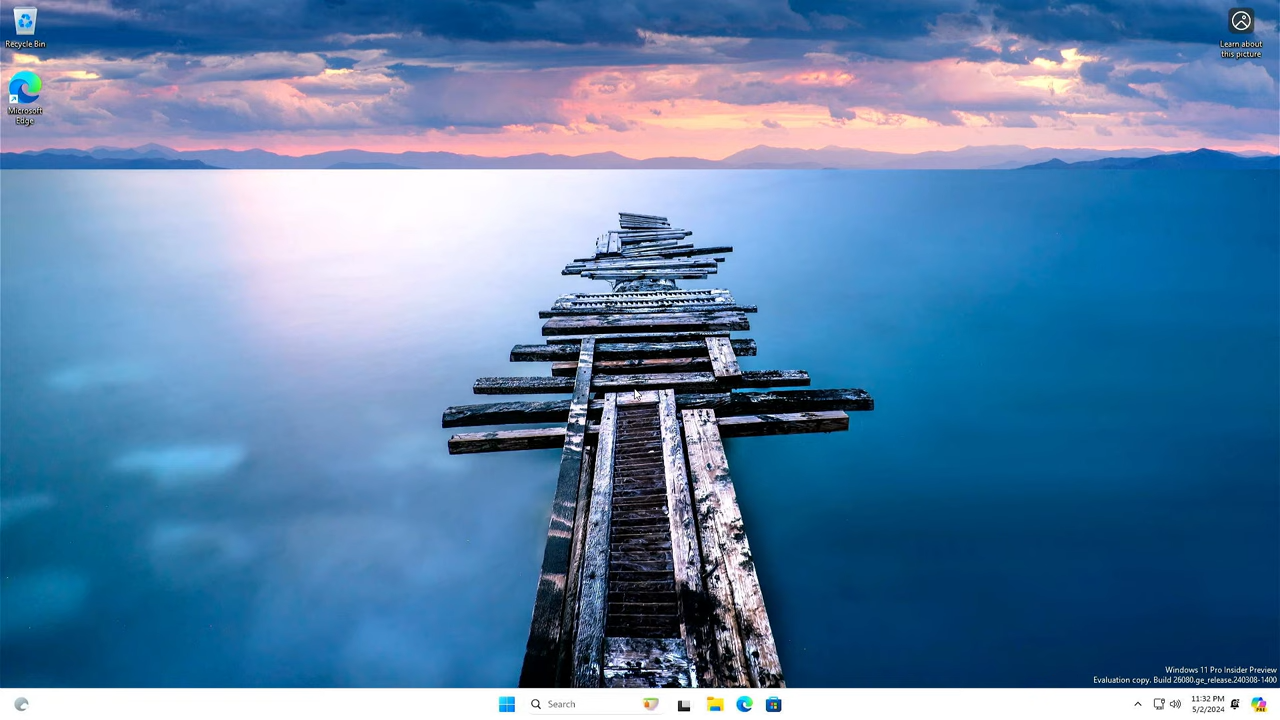 Recycle Bin
Microsoft
Edge
Learn about
this picture
Windows 11 Pro Insider Preview
Evaluation copy. Build 26080.ge_release.240308-1400
Search
11:32 PM
5/2/2024